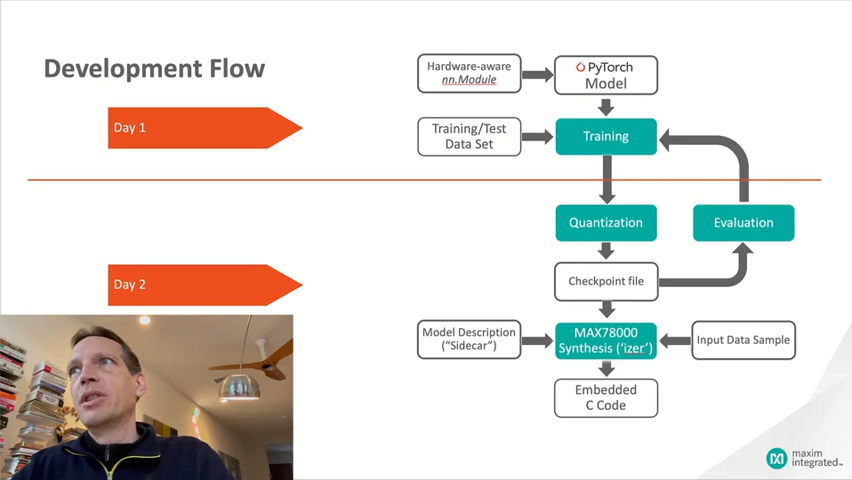 Development Flow
Day 1
Hardware-aware
nn.Module
PyTorch
Model
Training/Test
Data Set
Training
Quantization
Evaluation
Day 2
Checkpoint file
Model Description
("Sidecar")
MAX78000
Synthesis ('izer')
Input Data Sample
Embedded
C Code
maxim
integrated™